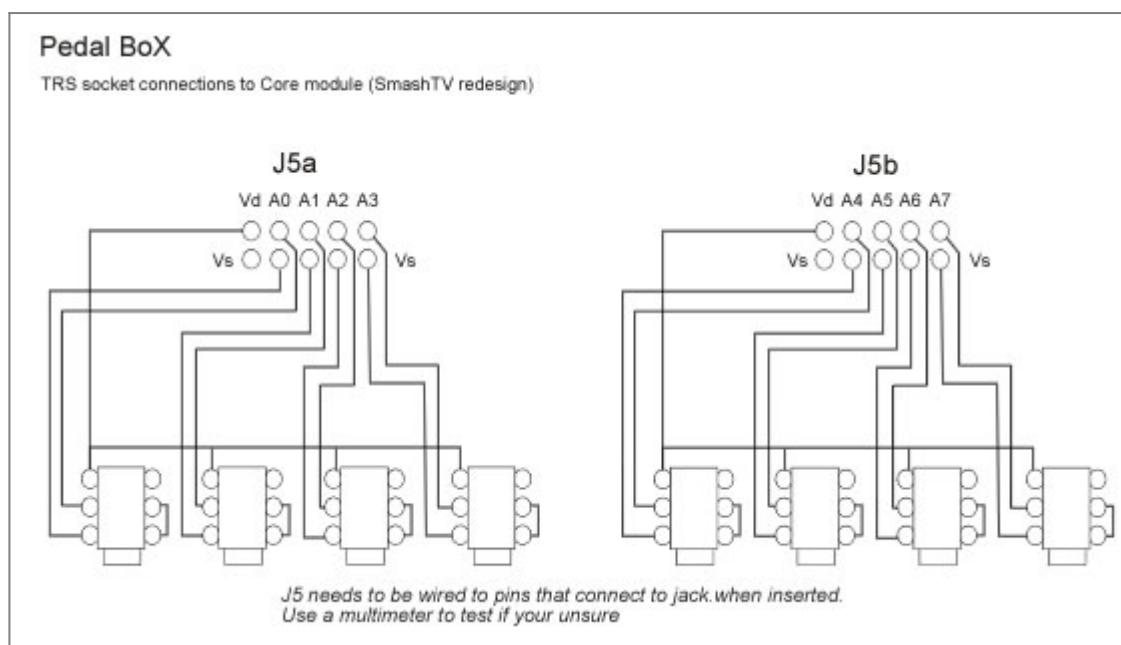 Pedal BoX
TRS socket connections to Core module (SmashTV redesign)
J5a
J5b
Vd A0 A1 A2 A3
Vd A4 A5 A6 A7
Vs Vs
Vs Vs
J5 needs to be wired to pins that connect to jack.when inserted.
Use a multimeter to test if your unsure